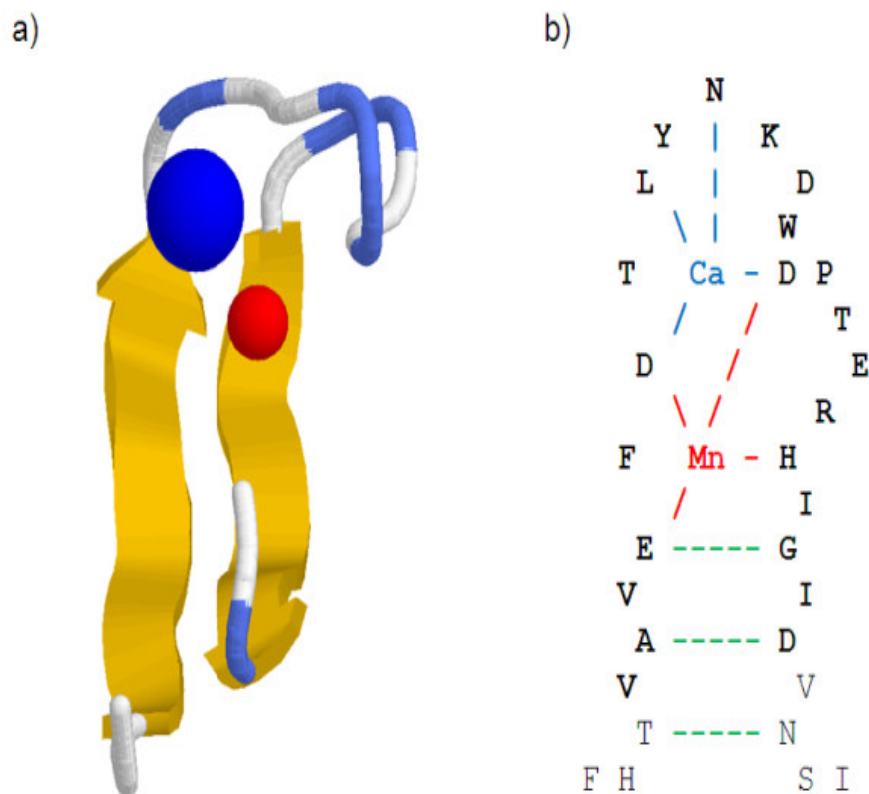 a) b)
N
Y | K
L | D
\ | W
T Ca - D P
/ / T
D / E
\ / R
F Mn - H
/ I
E ----- G
V I
A ----- D
V V
T ----- N
F H S I